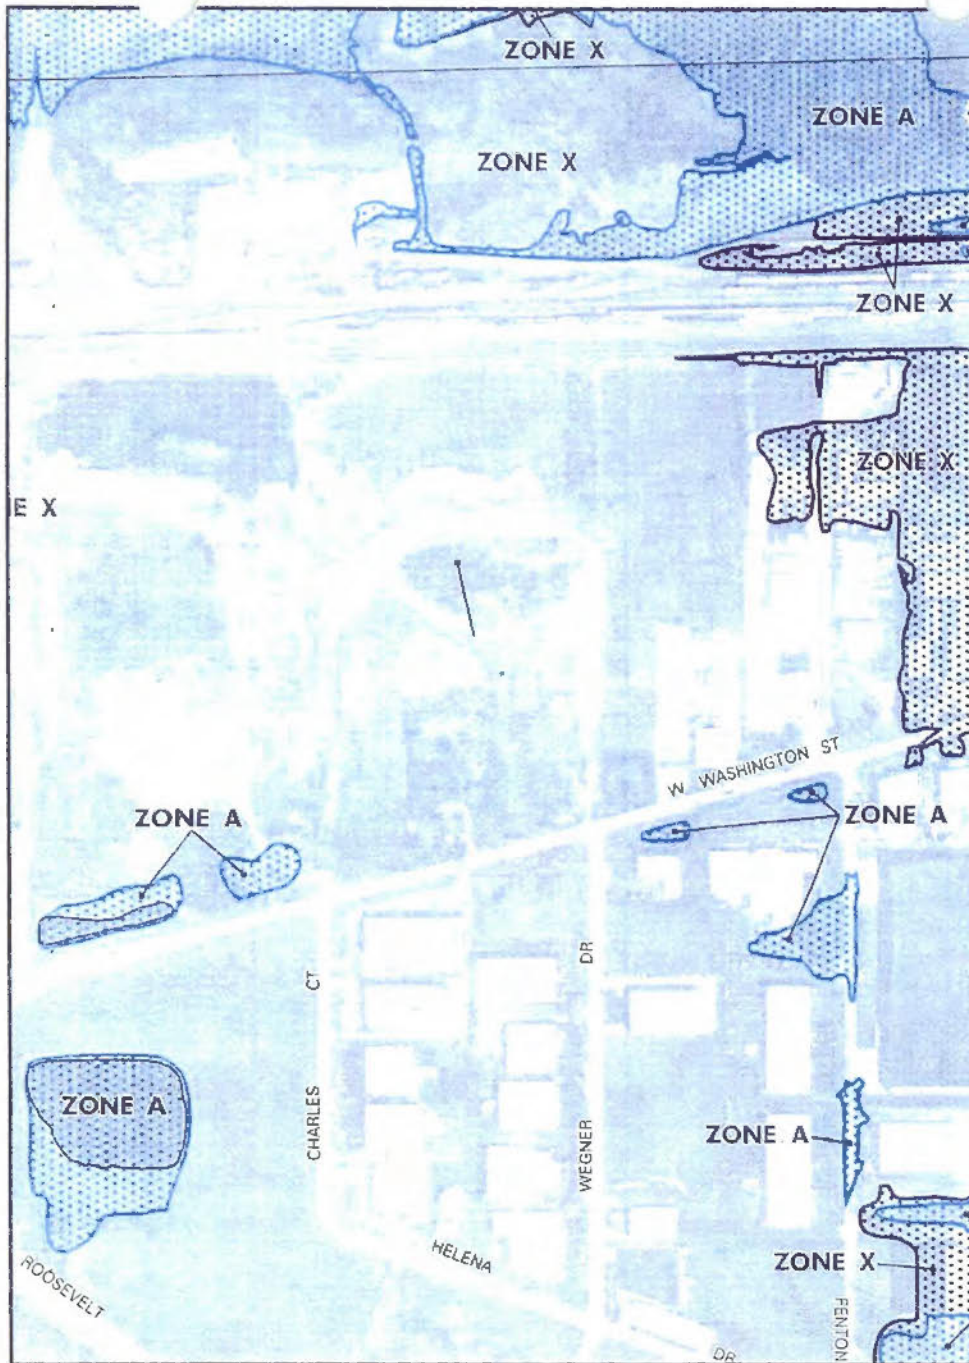 ZONE X
ZONE A
ZONE X
ZONE X
ZONE X
E X
W WASHINGTON ST
ZONE A
ZONE A
DR
CT
ZONE A
CHARLES
WEGNER
ZONE A
HELENA
ZONE X
ROOSEVELT
FENTON
DR